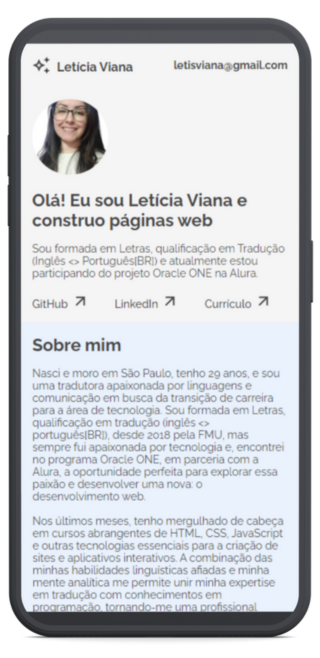 Letícia Viana
letisviana@gmail.com
Olá! Eu sou Letícia Viana e
construo páginas web
Sou formada em Letras, qualificação em Tradução
(Inglês <> Português[BR]) e atualmente estou
participando do projeto Oracle ONE na Alura.
GitHub LinkedIn Currículo
Sobre mim
Nasci e moro em São Paulo, tenho 29 anos, e sou
uma tradutora apaixonada por linguagens e
comunicação em busca da transição de carreira
para a área de tecnologia. Sou formada em Letras,
qualificação em tradução (inglês <>
português[BR]), desde 2018 pela FMU, mas
sempre fui apaixonada por tecnologia e, encontrei
no programa Oracle ONE, em parceria com a
Alura, a oportunidade perfeita para explorar essa
paixão e desenvolver uma nova: o
desenvolvimento web.
Nos últimos meses, tenho mergulhado de cabeça
em cursos abrangentes de HTML, CSS, JavaScript
e outras tecnologias essenciais para a criação de
sites e aplicativos interativos. A combinação das
minhas habilidades linguísticas afiadas e minha
mente analítica me permite unir minha expertise
em tradução com conhecimentos em
programação, tornando-me uma profissional